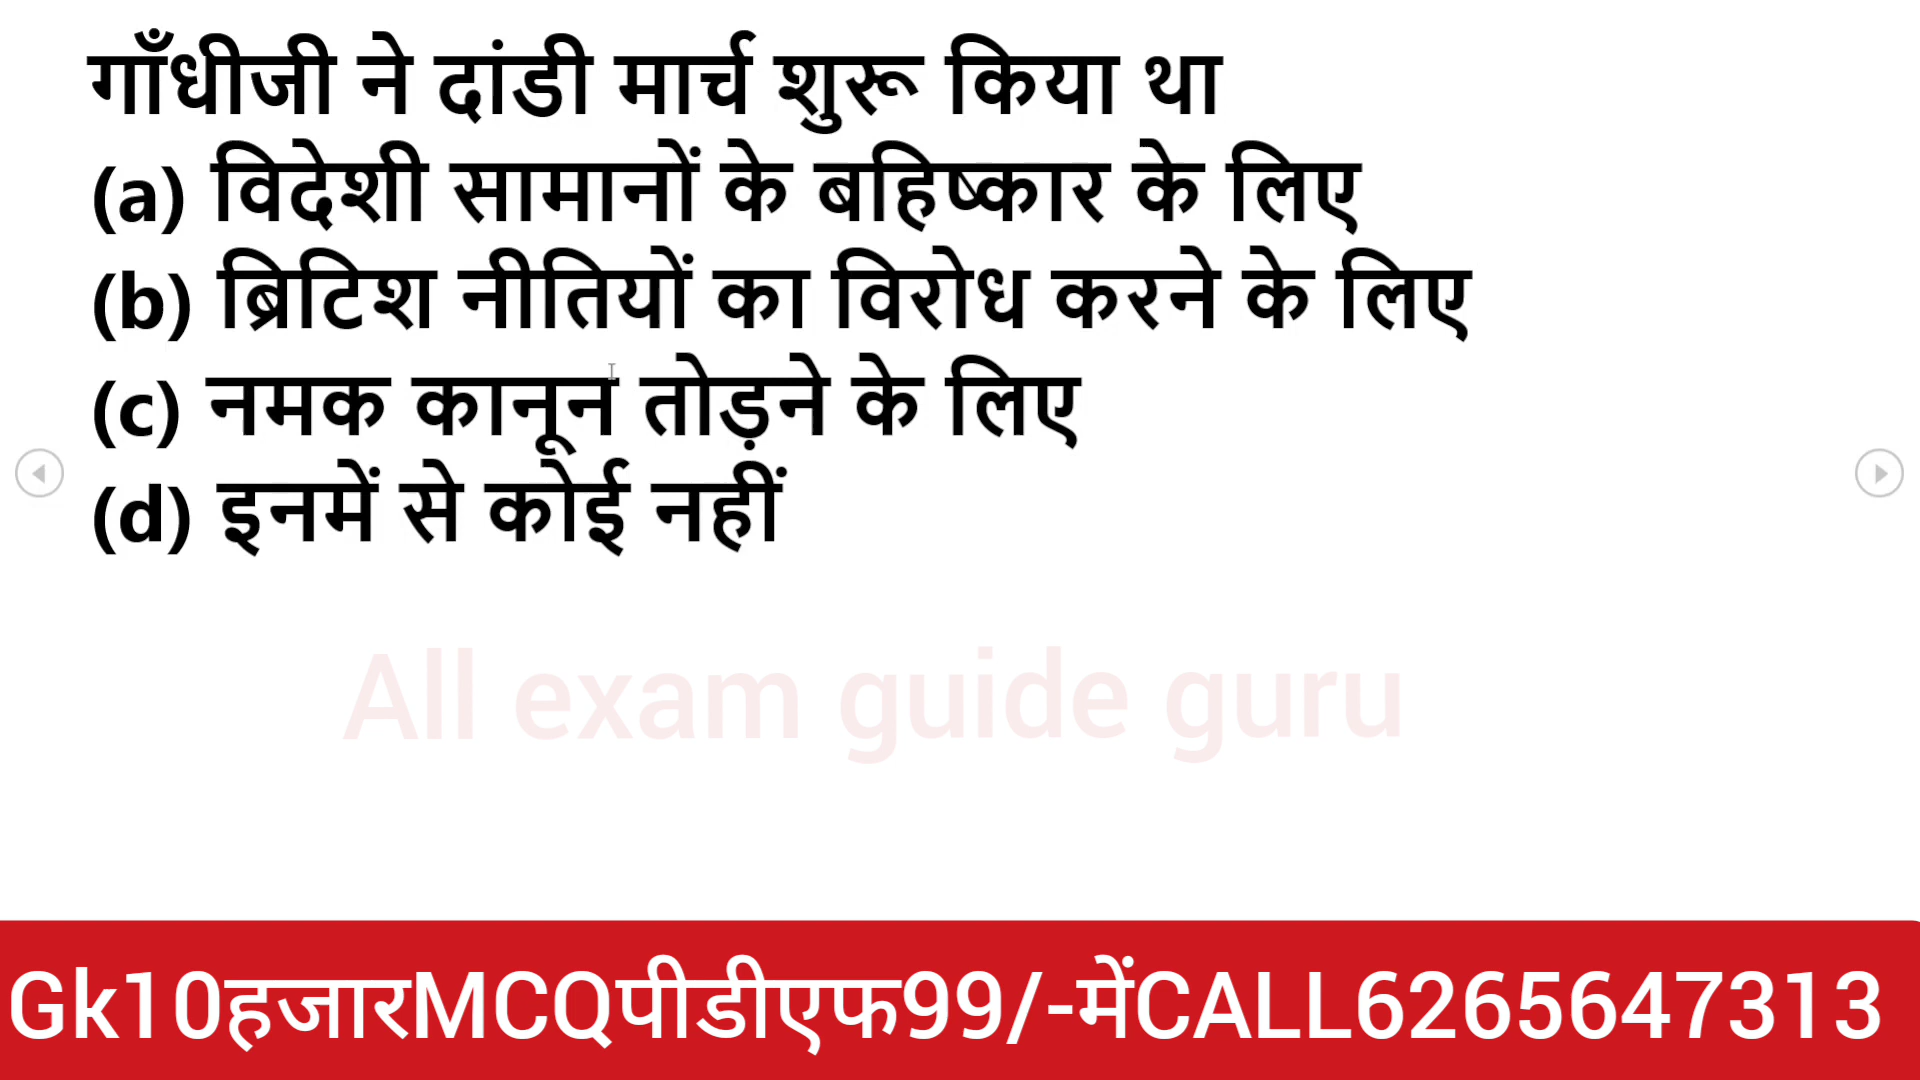 गाँधीजी ने दांडी मार्च शुरू किया था
(a) विदेशी सामानों के बहिष्कार के लिए
(b) ब्रिटिश नीतियों का विरोध करने के लिए
(c) नमक कानून तोड़ने के लिए
(d) इनमें से कोई नहीं
All exam guide guru
Gk10हजारMCQपीडीएफ99/-मेंCALL6265647313